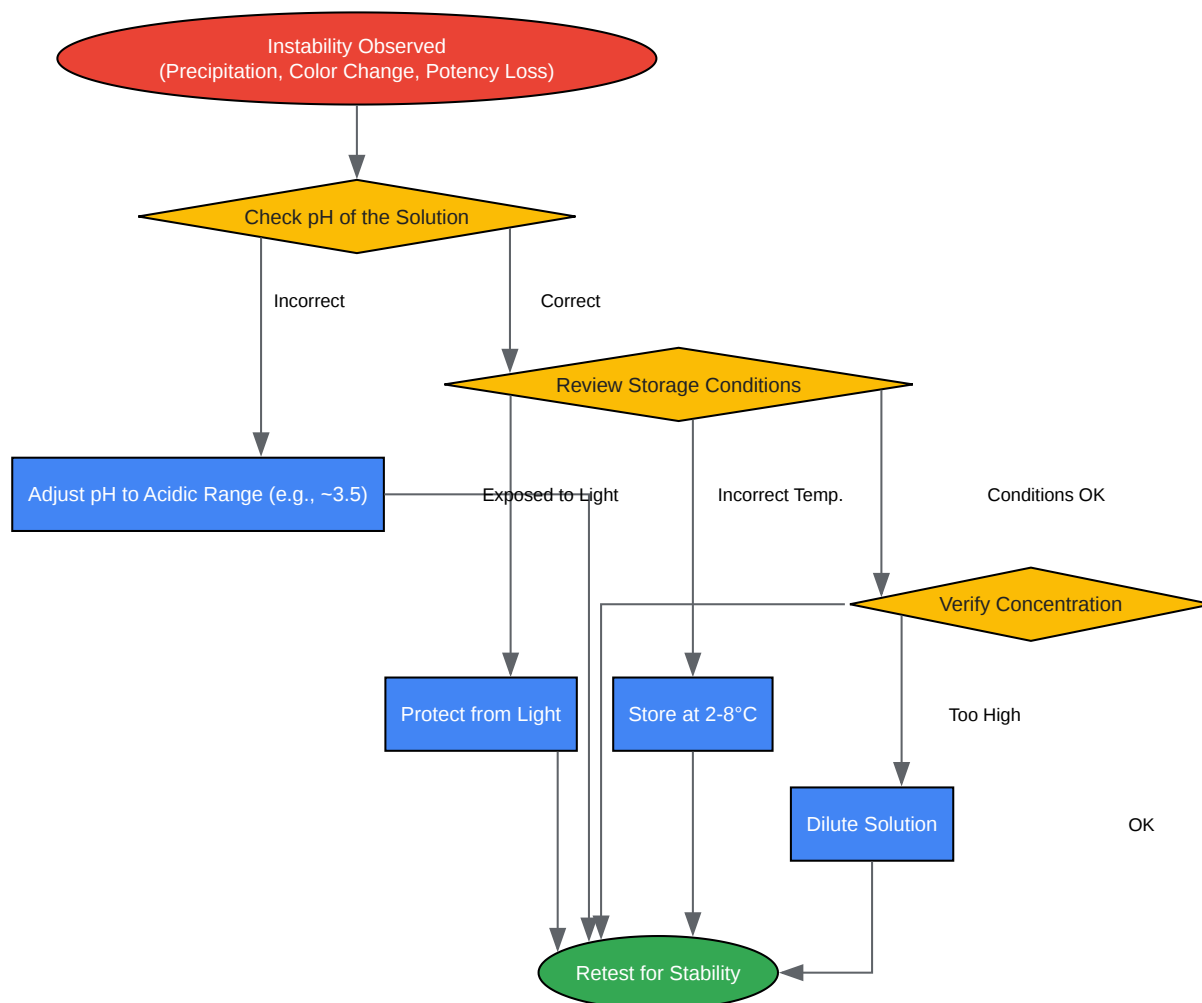 Instability Observed
(Precipitation, Color Change, Potency Loss)
Check pH of the Solution
Incorrect
Correct
Review Storage Conditions
Adjust pH to Acidic Range (e.g., ~3.5)
Exposed to Light
Incorrect Temp.
Conditions OK
Verify Concentration
Protect from Light
Store at 2-8°C
Too High
Dilute Solution
OK
Retest for Stability